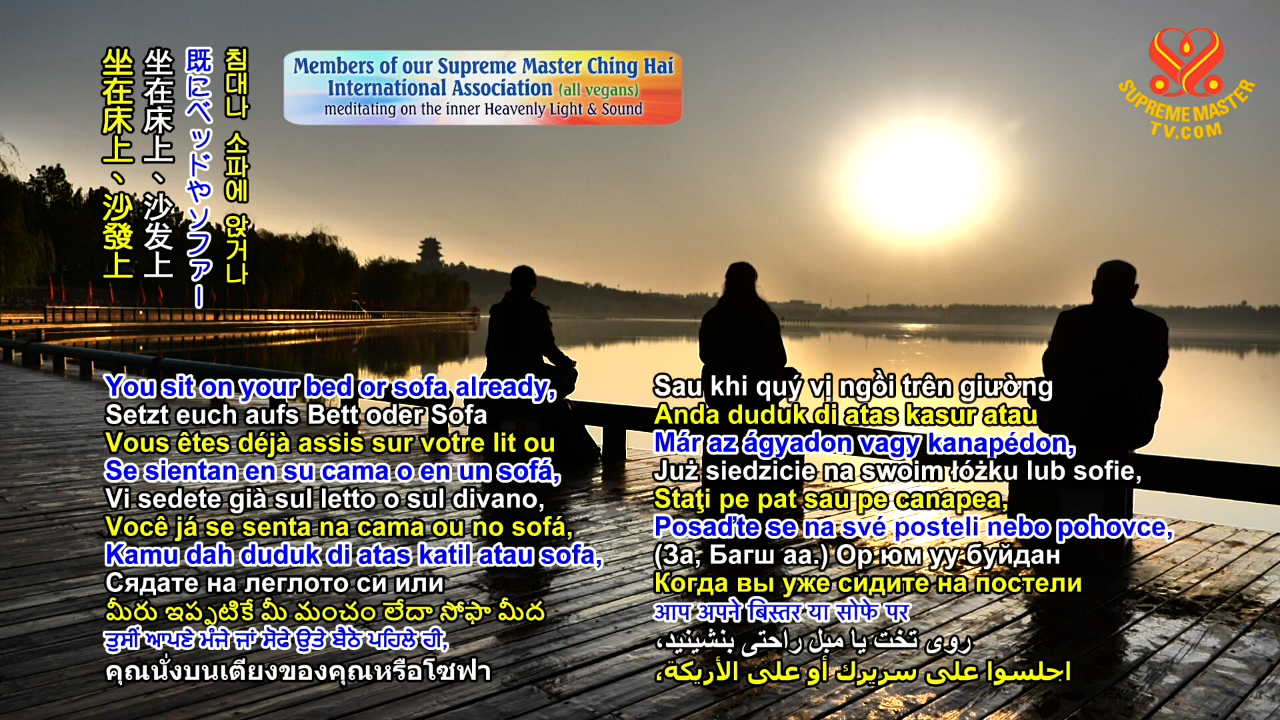 坐在床上、沙發上
坐在床上、沙发上
既にベッドやソファー
침대나 소파에 앉거나
Members of our Supreme Master Ching Hai
International Association (all vegans)
meditating on the inner Heavenly Light & Sound
SUPREME MASTER
TV.COM
You sit on your bed or sofa already,
Setzt euch aufs Bett oder Sofa
Vous êtes déjà assis sur votre lit ou
Se sientan en su cama o en un sofá,
Vi sedete già sul letto o sul divano,
Você já se senta na cama ou no sofá,
Kamu dah duduk di atas katil atau sofa,
Сядате на леглото си или
మీరు ఇప్పటికే మీ మంచం లేదా సోఫా మీద
ਤੁਸੀਂ ਆਪਣੇ ਮੰਜੇ ਜਾਂ ਸੋਫੇ ਉਤੇ ਬੈਠੇ ਪਹਿਲੇ ਹੀ,
คุณนั่งบนเตียงของคุณหรือโซฟา
Sau khi quý vị ngồi trên giường
Anda duduk di atas kasur atau
Már az ágyadon vagy kanapédon,
Już siedzicie na swoim łóżku lub sofie,
Staţi pe pat sau pe canapea,
Posaďte se na své posteli nebo pohovce,
(За, Багш аа.) Ор юм уу буйдан
Когда вы уже сидите на постели
आप अपने बिस्तर या सोफे पर
روی تخت یا مبل راحتی بنشینید،
اجلسوا على سريرك أو على الأريكة،